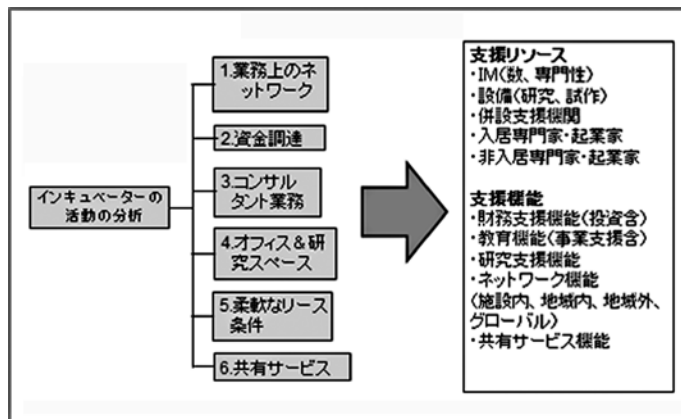 インキュベーターの
活動の分析
1.業務上のネ
ットワーク
2.資金調達
3.コンサル
タント業務
4.オフィス&研
究スペース
5.柔軟なリース
条件
6.共有サービス
支援リソース
・IM(数、専門性)
・設備(研究、試作)
・併設支援機関
・入居専門家・起業家
・非入居専門家・起業家
支援機能
・財務支援機能(投資含)
・教育機能(事業支援含)
・研究支援機能
・ネットワーク機能
(施設内、地域内、地域外、
グローバル)
・共有サービス機能